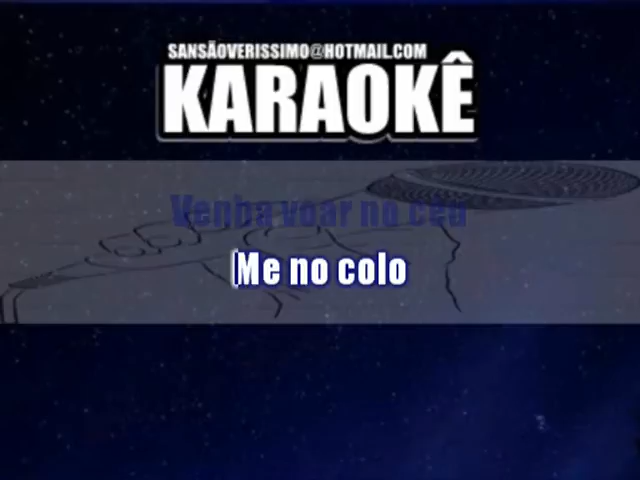 SANSÃOVERISSIMO@HOTMAIL.COM
KARAOKÊ
Venha voar no céu
Me no colo